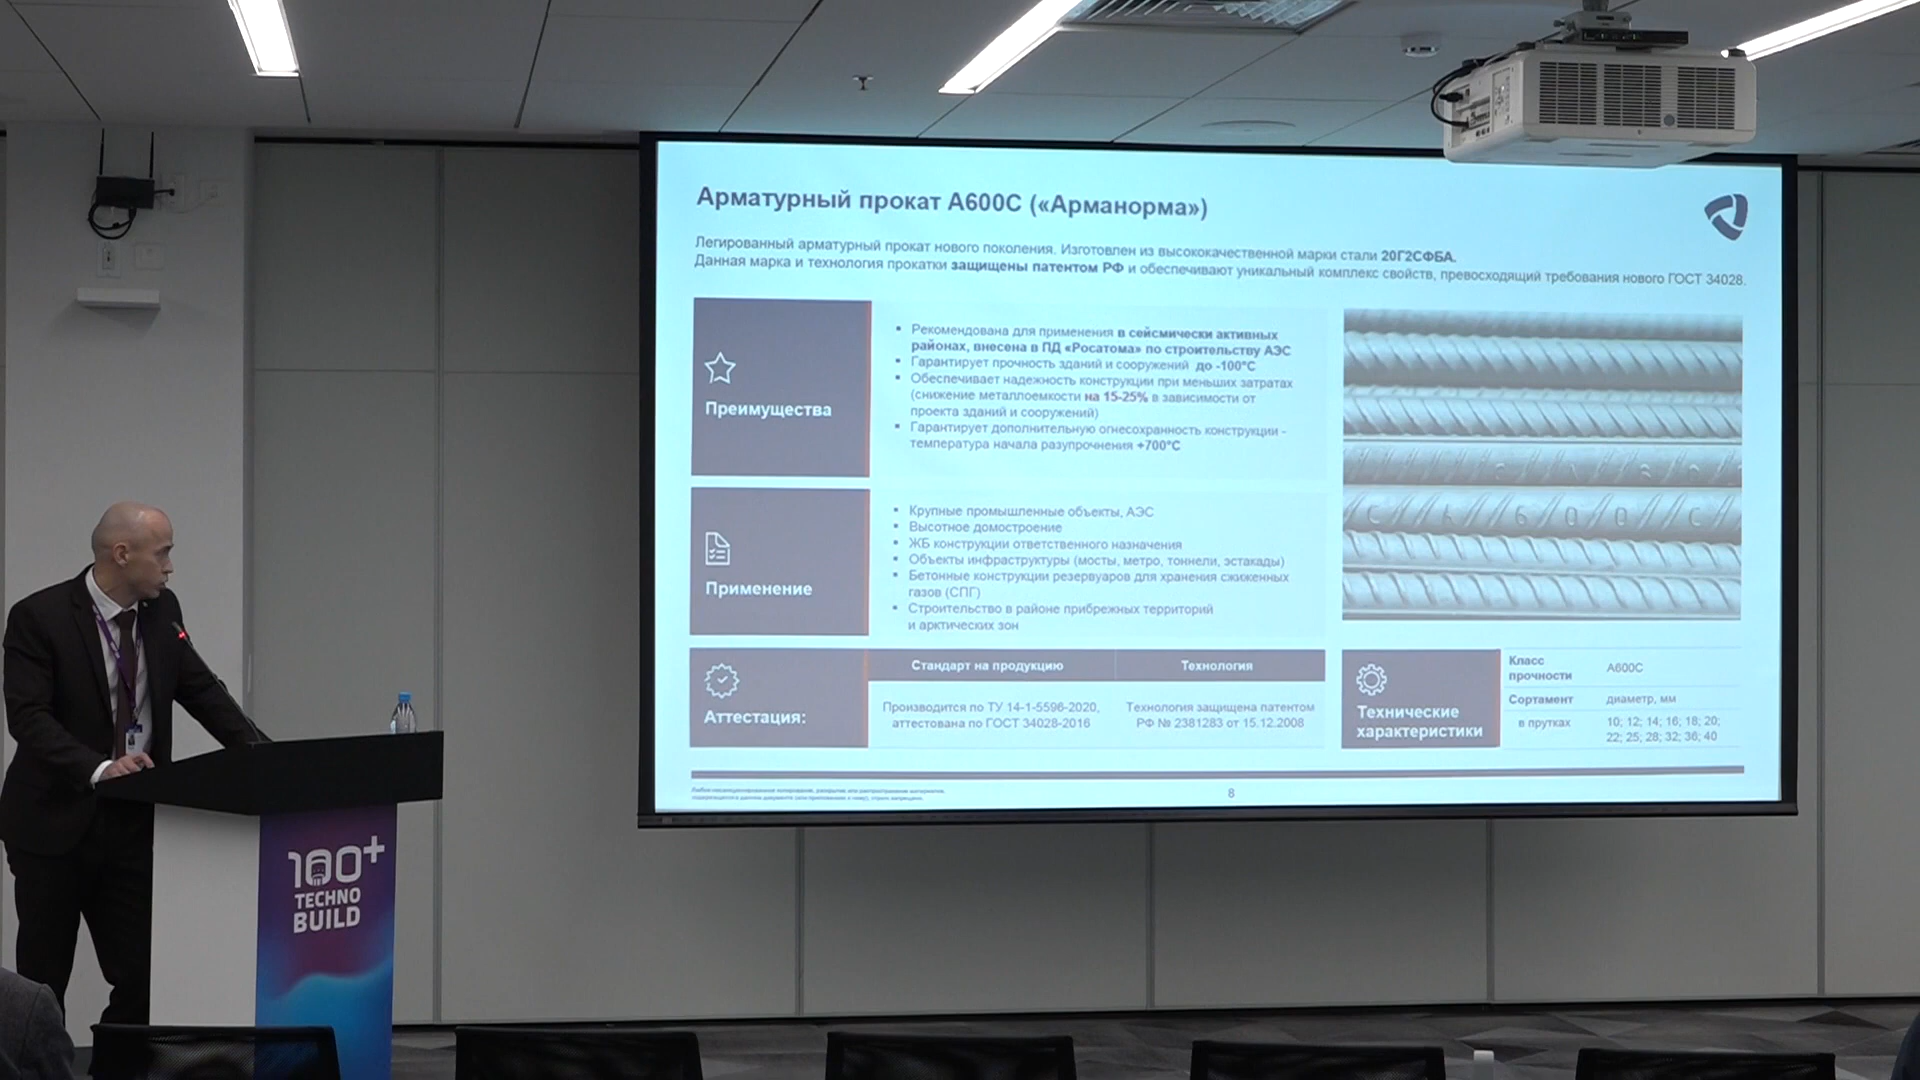 Арматурный прокат А600С («Арманорма»)
Легированный арматурный прокат нового поколения. Изготовлен из высококачественной марки стали 20Г2СФБА.
Данная марка и технология прокатки защищены патентом РФ и обеспечивают уникальный комплекс свойств, превосходящий требования нового ГОСТ 34028.
Преимущества
▪ Рекомендована для применения в сейсмически активных
районах, внесена в ПД «Росатома» по строительству АЭС
▪ Гарантирует прочность зданий и сооружений до -100°С
▪ Обеспечивает надежность конструкции при меньших затратах
(снижение металлоемкости на 15-25% в зависимости от
проекта зданий и сооружений)
▪ Гарантирует дополнительную огнесохранность конструкции -
температура начала разупрочнения +700°С
Применение
▪ Крупные промышленные объекты, АЭС
▪ Высотное домостроение
▪ ЖБ конструкции ответственного назначения
▪ Объекты инфраструктуры (мосты, метро, тоннели, эстакады)
▪ Бетонные конструкции резервуаров для хранения сжиженных
газов (СПГ)
▪ Строительство в районе прибрежных территорий
и арктических зон
Аттестация:
Стандарт на продукцию
Технология
Производится по ТУ 14-1-5596-2020,
аттестована по ГОСТ 34028-2016
Технология защищена патентом
РФ № 2381283 от 15.12.2008
Технические
характеристики
Класс
прочности
А600С
Сортамент
диаметр, мм
в прутках
10; 12; 14; 16; 18; 20;
22; 25; 28; 32; 36; 40
8
100+
TECHNO
BUILD